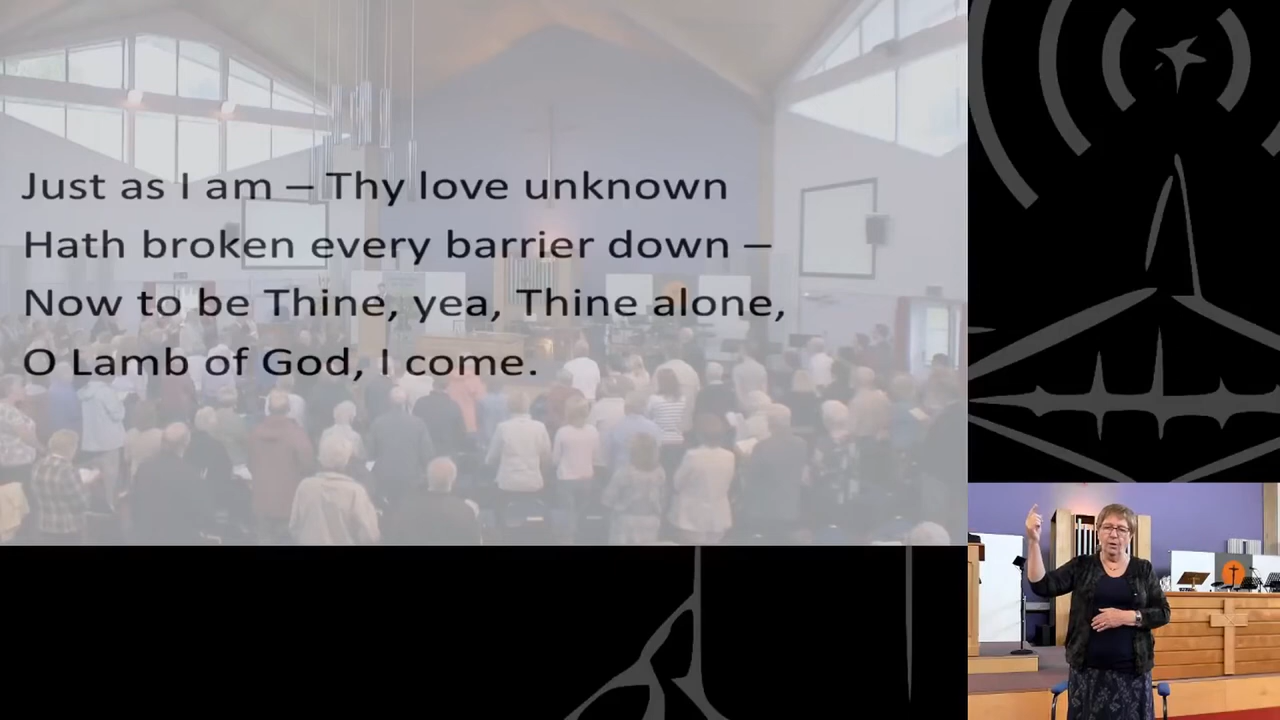 Just as I am – Thy love unknown
Hath broken every barrier down –
Now to be Thine, yea, Thine alone,
O Lamb of God, I come.